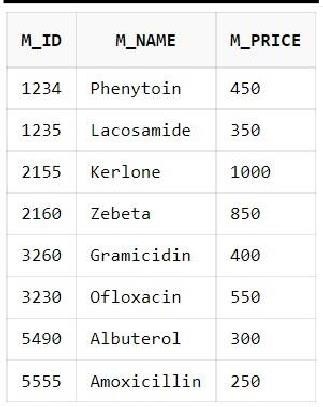 M_ID M_NAME M_PRICE
1234 Phenytoin 450
1235 Lacosamide 350
2155 Kerlone 1000
2160 Zebeta 850
3260 Gramicidin 400
3230 Ofloxacin 550
5490 Albuterol 300
5555 Amoxicillin 250